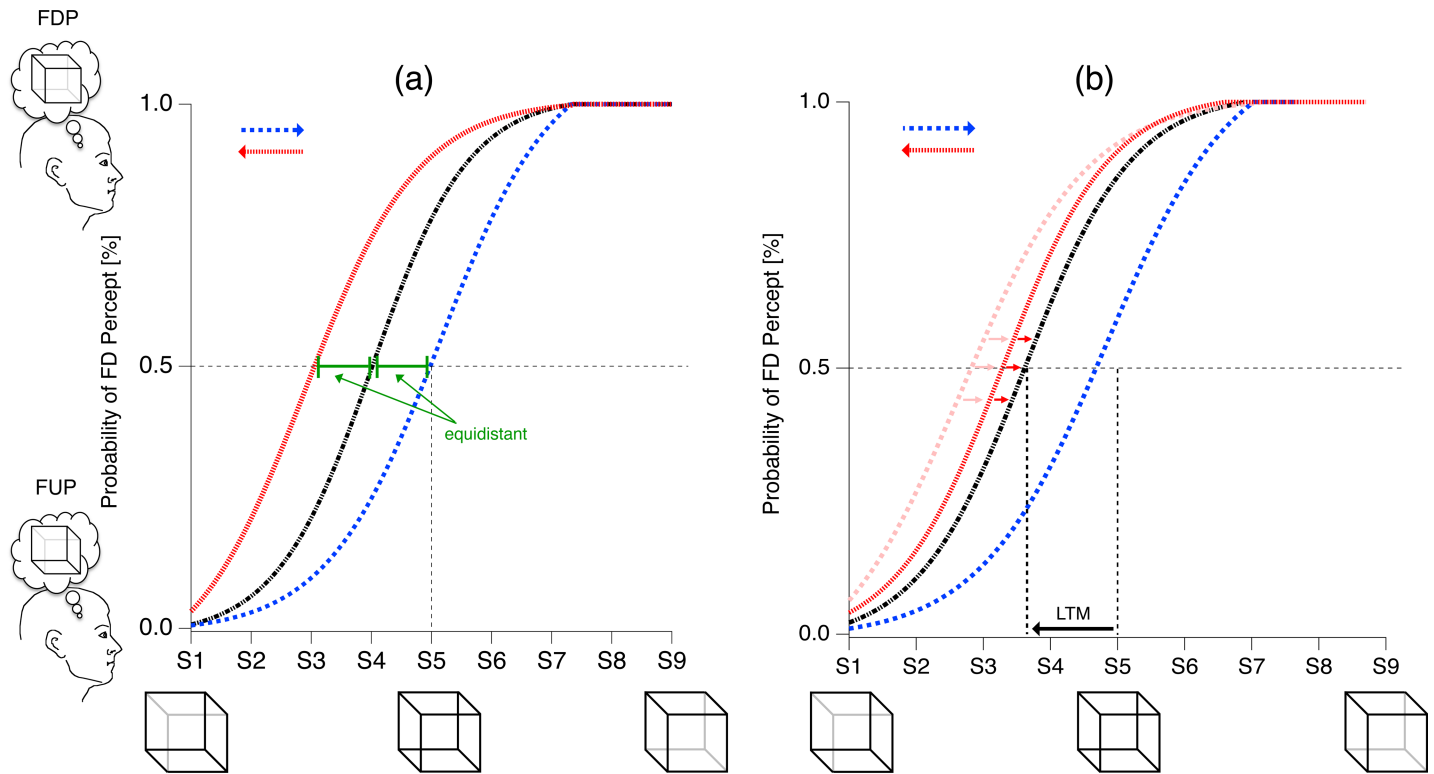 FDP
FUP
(a)
Probability of FD Percept [%]
1.0
0.5
0.0
equidistant
S1 S2 S3 S4 S5 S6 S7 S8 S9
(b)
Probability of FD Percept [%]
1.0
0.5
0.0
LTM
S1 S2 S3 S4 S5 S6 S7 S8 S9